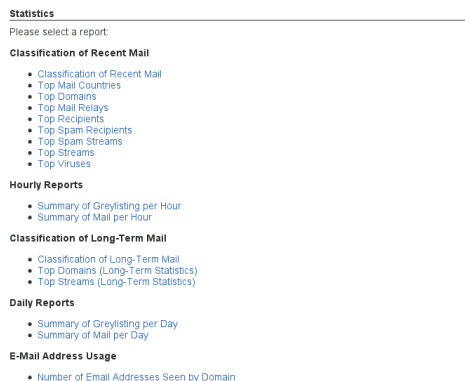 Statistics
Please select a report:
Classification of Recent Mail
Classification of Recent Mail
Top Mail Countries
Top Domains
Top Mail Relays
Top Recipients
Top Spam Recipients
Top Spam Streams
Top Streams
Top Viruses
Hourly Reports
Summary of Greylisting per Hour
Summary of Mail per Hour
Classification of Long-Term Mail
Classification of Long-Term Mail
Top Domains (Long-Term Statistics)
Top Streams (Long-Term Statistics)
Daily Reports
Summary of Greylisting per Day
Summary of Mail per Day
E-Mail Address Usage
Number of Email Addresses Seen by Domain